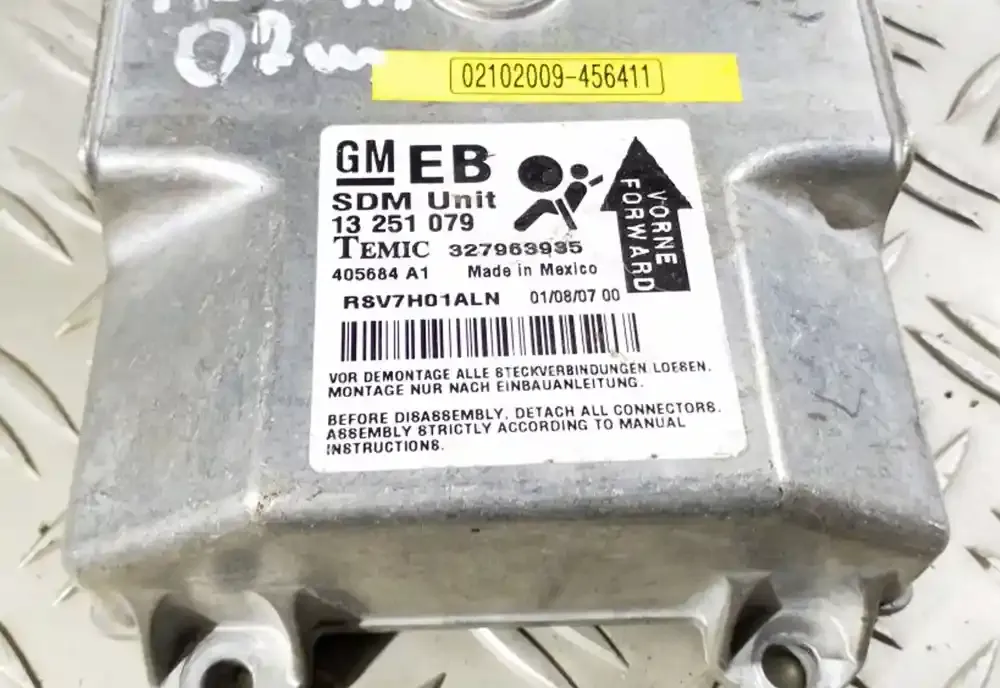 07m
02102009-456411
GM EB
SDM Unit
13 251 079
TEMIC 327963935
405684 A1 Made in Mexico
RSV7H01ALN 01/08/07 00
VORNE
FORWARD
VOR DEMONTAGE ALLE STECKVERBINDUNGEN LOESEN.
MONTAGE NUR NACH EINBAUANLEITUNG.
BEFORE DISASSEMBLY, DETACH ALL CONNECTORS.
ASSEMBLY STRICTLY ACCORDING TO MANUAL
INSTRUCTIONS.